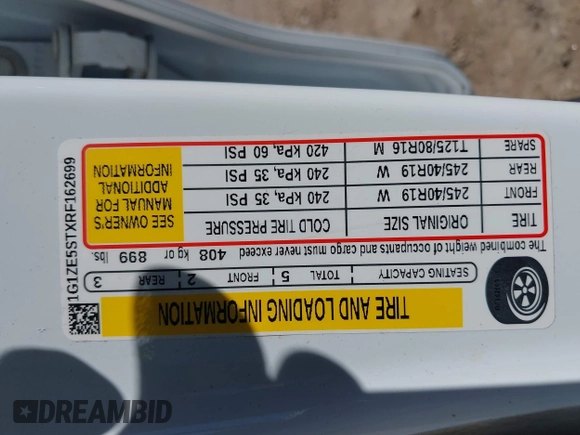 TIRE AND LOADING INFORMATION
SEATING CAPACITY TOTAL 5 FRONT 2 REAR 3
The combined weight of occupants and cargo must never exceed 408 kg or 899 lbs.
TIRE ORIGINAL SIZE COLD TIRE PRESSURE
FRONT 245/40R19 W 240 kPa, 35 PSI
REAR 245/40R19 W 240 kPa, 35 PSI
SPARE T125/80R16 M 420 kPa, 60 PSI
SEE OWNER'S
MANUAL FOR
ADDITIONAL
INFORMATION
1G1ZE5STXRF162699
DREAMBID